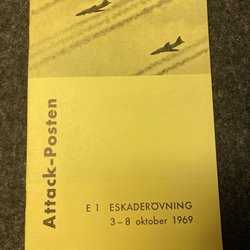 Attack-Posten
E 1 ESKADERÖVNING
3–8 oktober 1969